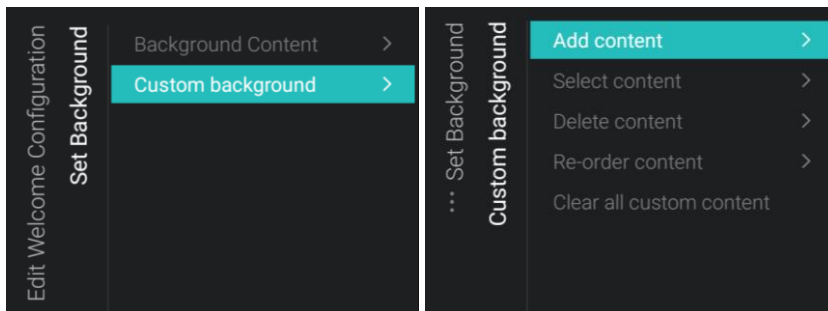 Edit Welcome Configuration
Set Background
Background Content >
Custom background >
... Set Background
Custom background
Add content >
Select content >
Delete content >
Re-order content >
Clear all custom content